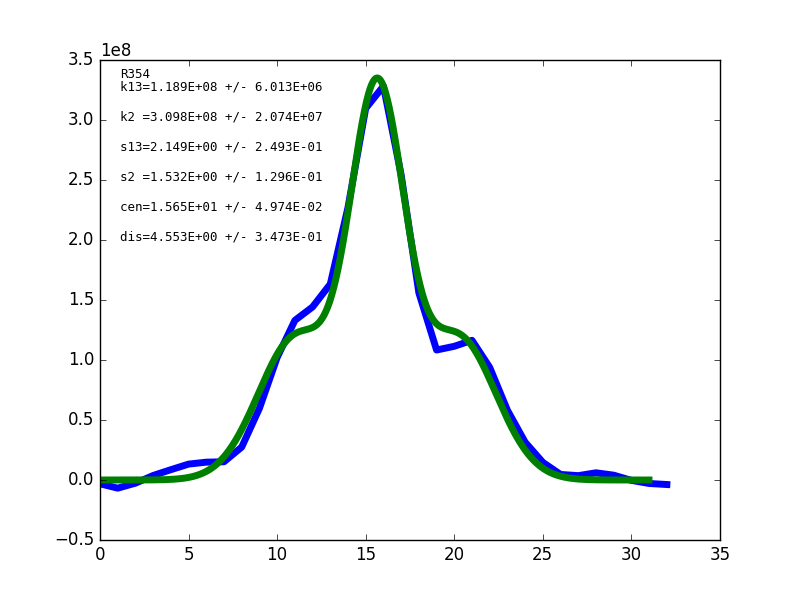 1e8
R354
k13=1.189E+08 +/- 6.013E+06
k2 =3.098E+08 +/- 2.074E+07
s13=2.149E+00 +/- 2.493E-01
s2 =1.532E+00 +/- 1.296E-01
cen=1.565E+01 +/- 4.974E-02
dis=4.553E+00 +/- 3.473E-01
3.5
3.0
2.5
2.0
1.5
1.0
0.5
0.0
−0.5
0 5 10 15 20 25 30 35